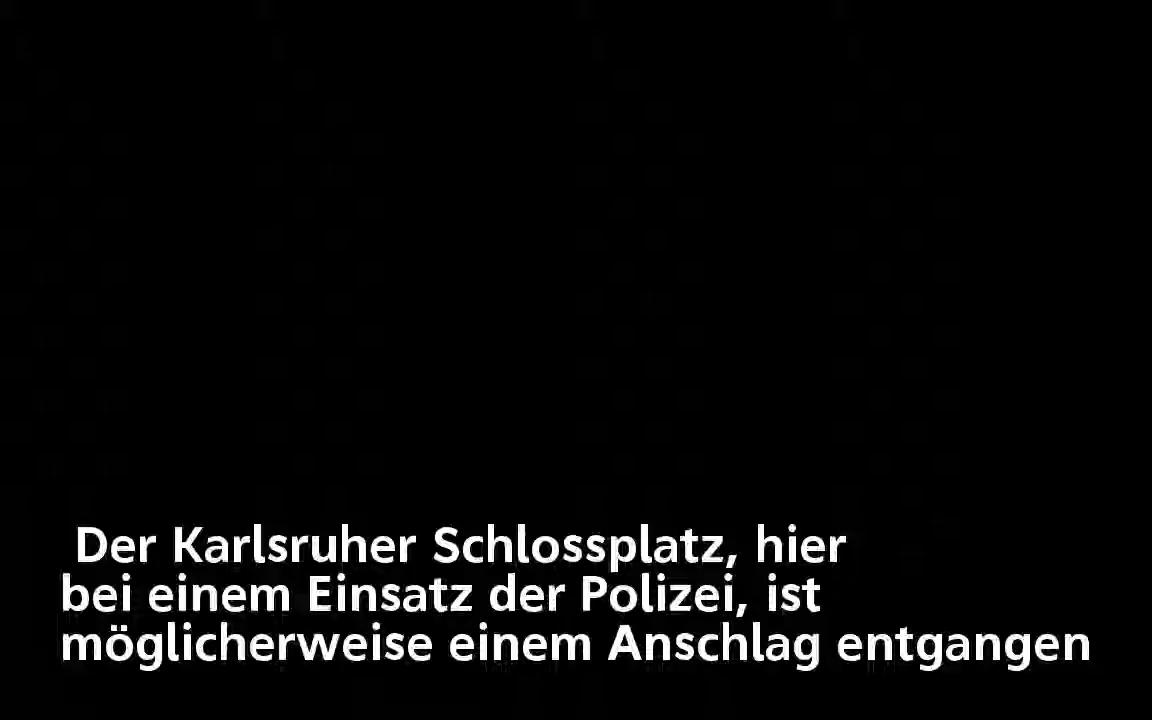 Der Karlsruher Schlossplatz, hier
bei einem Einsatz der Polizei, ist
möglicherweise einem Anschlag entgangen